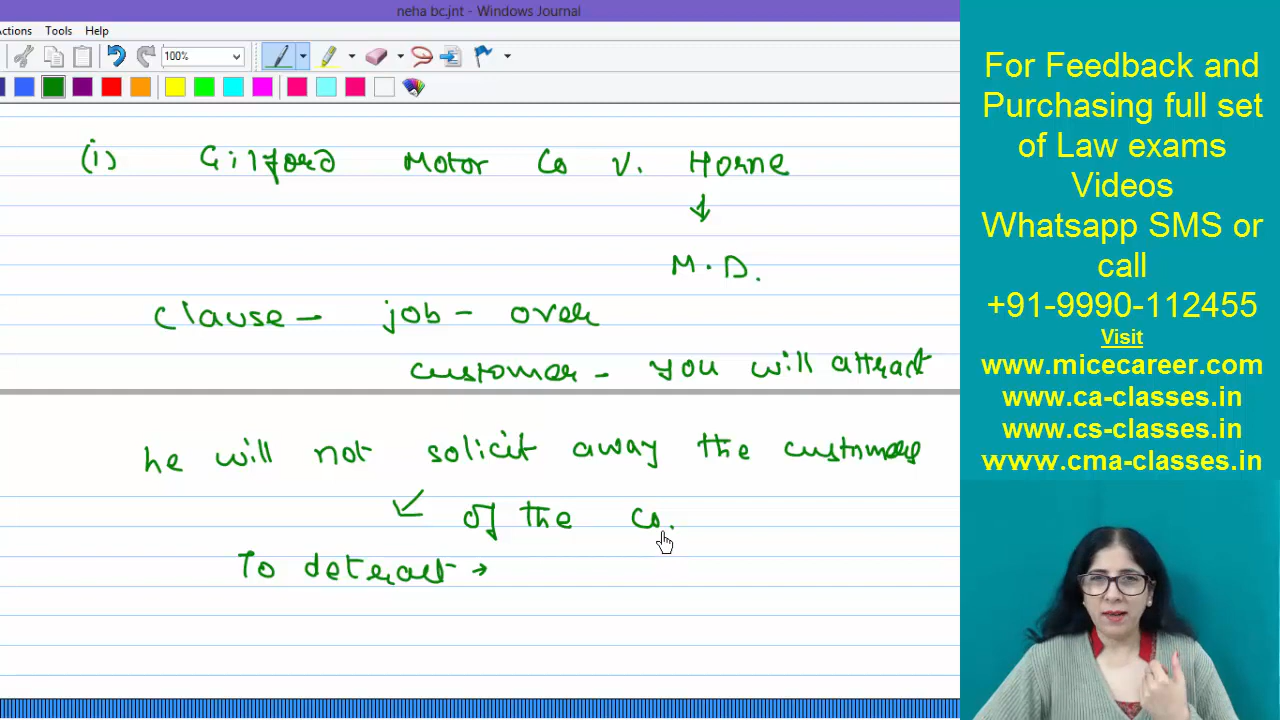 neha bc.jnt - Windows Journal
Actions Tools Help
100%
(i) Gilford Motor Co v. Horne
M.D.
clause - job - over
customer - you will attract
he will not solicit away the customers
of the co.
To detract →
For Feedback and
Purchasing full set
of Law exams
Videos
Whatsapp SMS or
call
+91-9990-112455
Visit
www.micecareer.com
www.ca-classes.in
www.cs-classes.in
www.cma-classes.in